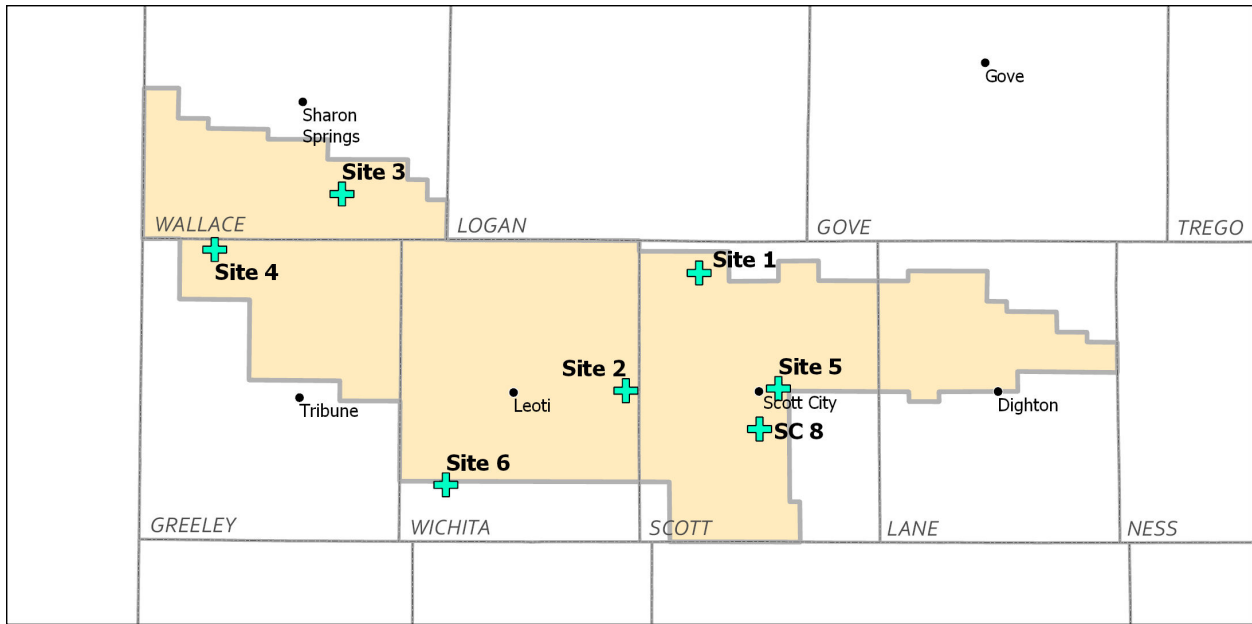 Gove
Sharon
Springs
Site 3
WALLACE
LOGAN
GOVE
TREGO
Site 4
Site 1
Site 2
Site 5
Leoti
Scott City
Dighton
Tribune
SC 8
Site 6
GREELEY
WICHITA
SCOTT
LANE
NESS